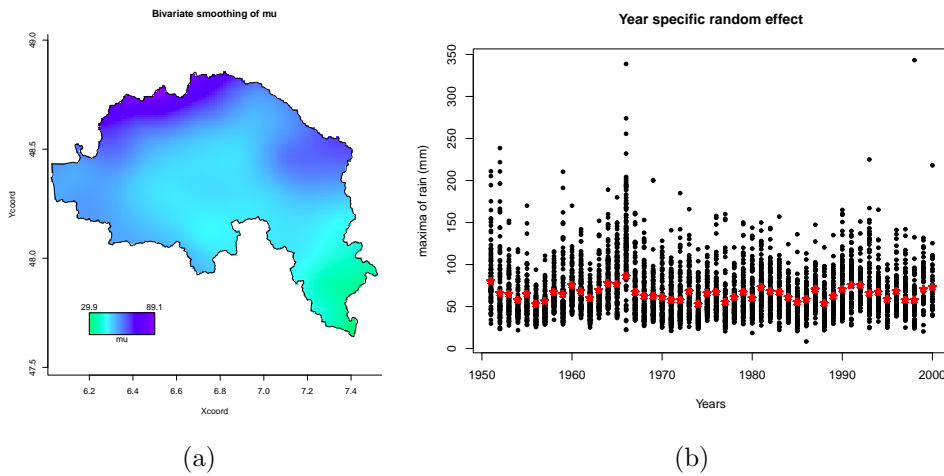 Bivariate smoothing of mu
49.0
48.5
48.0
47.5
Ycoord
29.9 89.1
mu
6.2 6.4 6.6 6.8 7.0 7.2 7.4
Xcoord
(a)
Year specific random effect
350
300
250
200
150
100
50
0
maxima of rain (mm)
1950 1960 1970 1980 1990 2000
Years
(b)